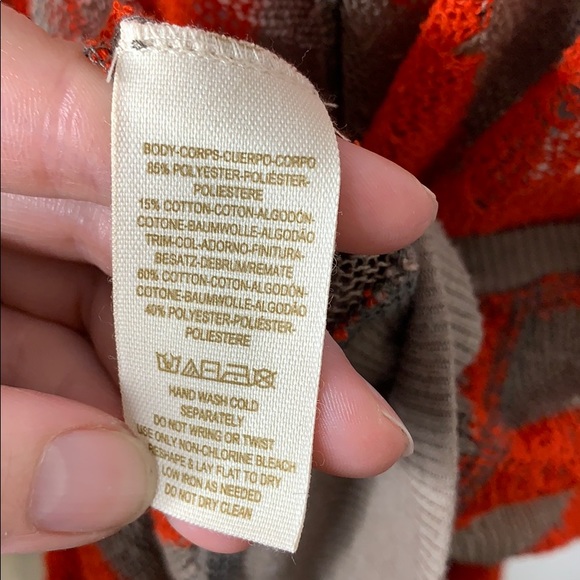 BODY-CORPS-CUERPO-CORPO
85% POLYESTER-POLIESTER-
POLIESTERE
15% COTTON-COTON-ALGODÓN-
COTONE-BAUMWOLLE-ALGODÃO
TRIM-COL-ADORNO-FINITURA-
BESATZ-DEBRUM/REMATE
60% COTTON-COTON-ALGODÓN-
COTONE-BAUMWOLLE-ALGODÃO
40% POLYESTER-POLIESTER-
POLIESTERE
HAND WASH COLD
SEPARATELY
DO NOT WRING OR TWIST
USE ONLY NON-CHLORINE BLEACH
RESHAPE & LAY FLAT TO DRY
LOW IRON AS NEEDED
DO NOT DRY CLEAN